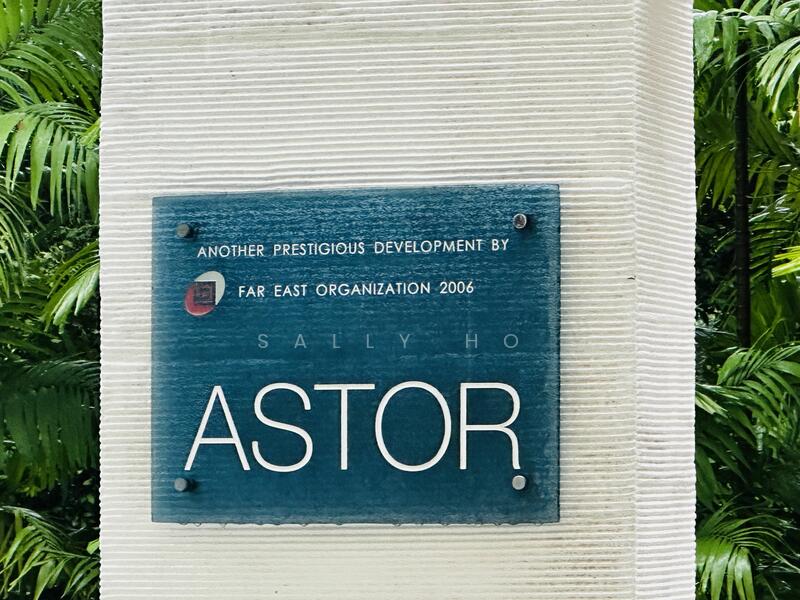 ANOTHER PRESTIGIOUS DEVELOPMENT BY
FAR EAST ORGANIZATION 2006
SALLY HO
ASTOR